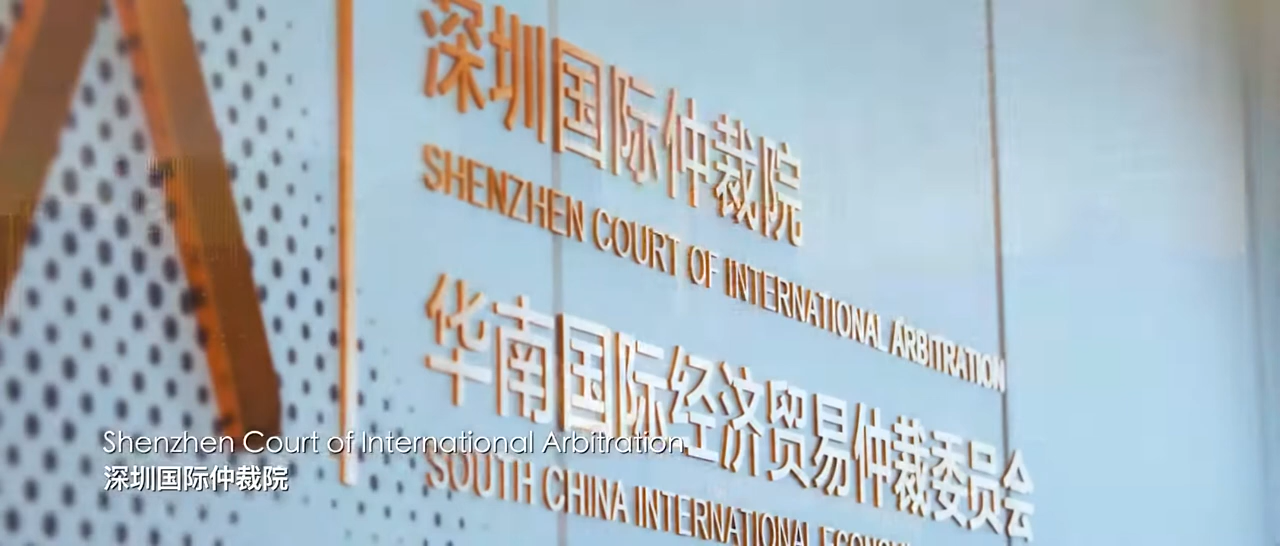 深圳国际仲裁院
SHENZHEN COURT OF INTERNATIONAL ARBITRATION
华南国际经济贸易仲裁委员会
SOUTH CHINA INTERNATIONAL
Shenzhen Court of International Arbitration
深圳国际仲裁院